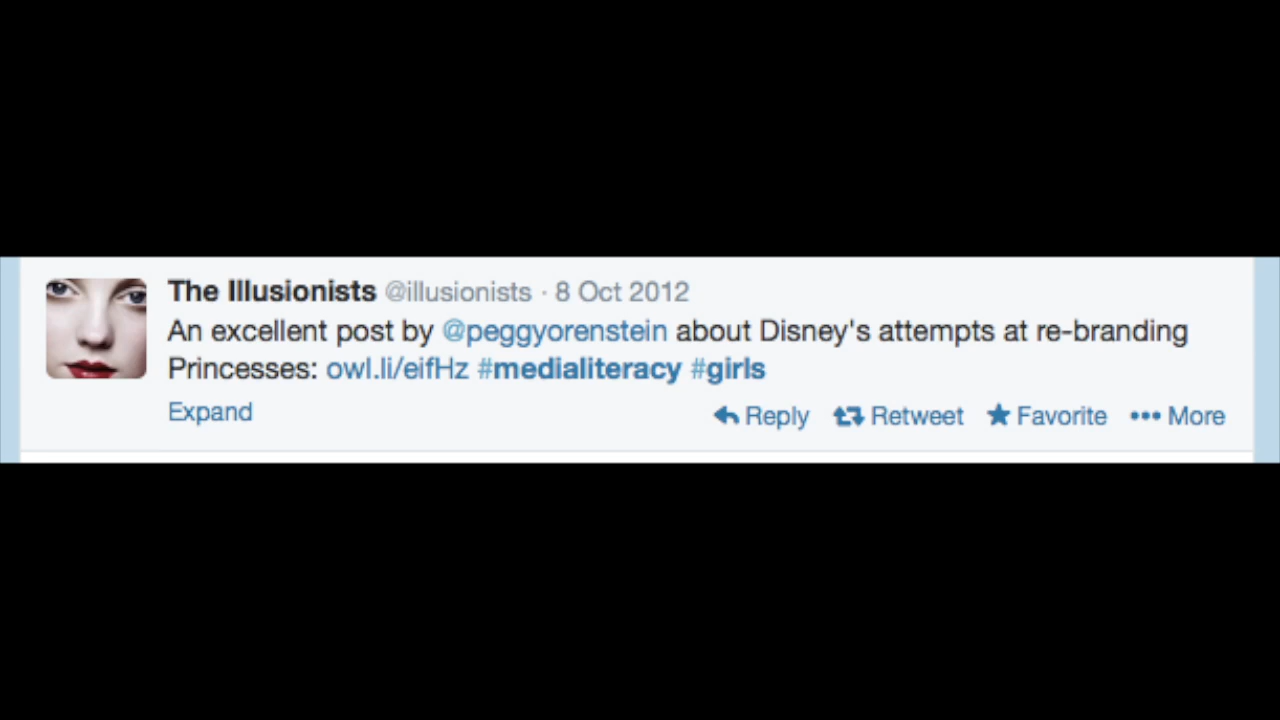 The Illusionists @illusionists · 8 Oct 2012
An excellent post by @peggyorenstein about Disney's attempts at re-branding
Princesses: owl.li/eifHz #medialiteracy #girls
Expand Reply Retweet Favorite More